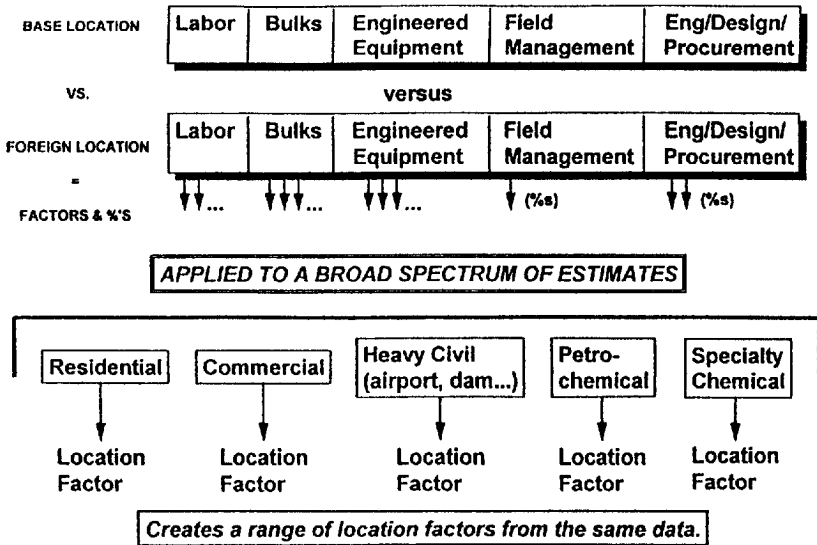 BASE LOCATION
Labor Bulks Engineered Equipment Field Management Eng/Design/ Procurement
VS. versus
FOREIGN LOCATION
Labor Bulks Engineered Equipment Field Management Eng/Design/ Procurement
=
FACTORS & %'S
... ... ... (%s) (%s)
APPLIED TO A BROAD SPECTRUM OF ESTIMATES
Residential Commercial Heavy Civil (airport, dam...) Petro- chemical Specialty Chemical
Location Location Location Location Location
Factor Factor Factor Factor Factor
Creates a range of location factors from the same data.